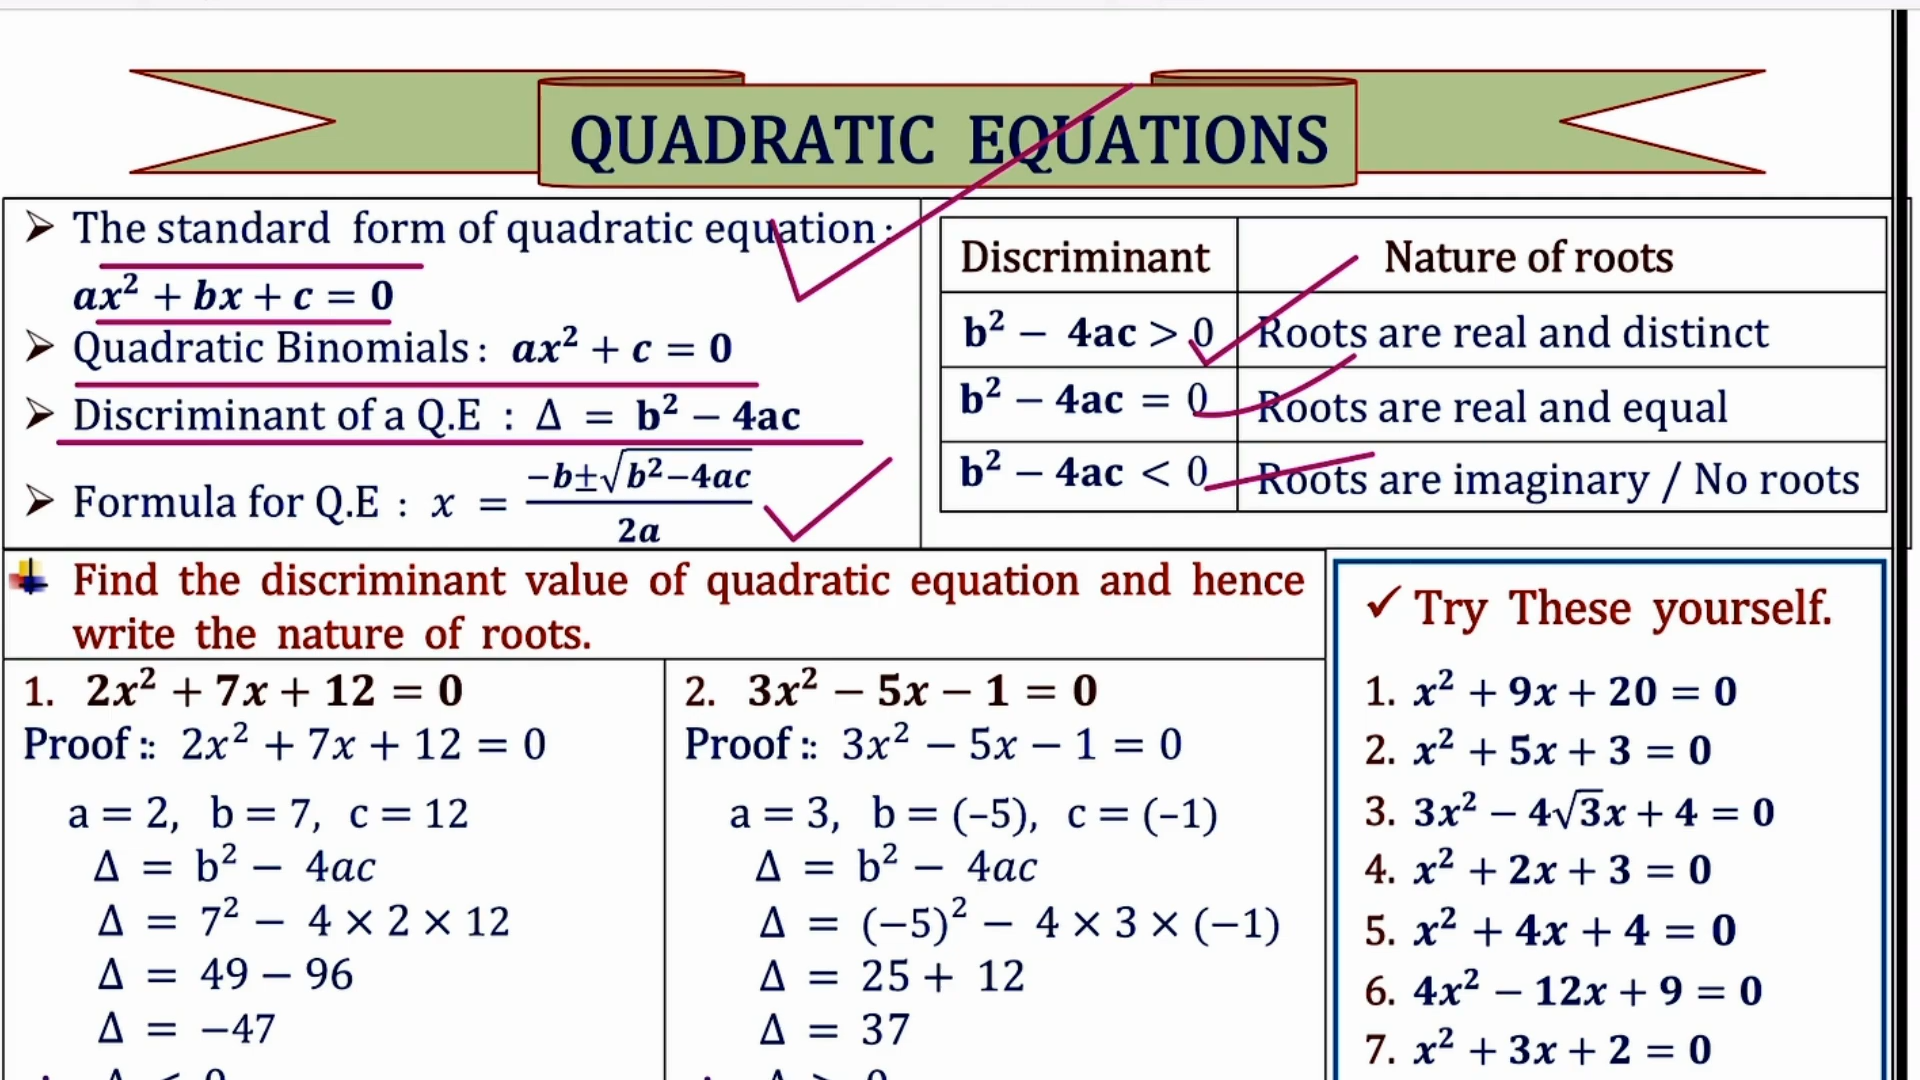 QUADRATIC EQUATIONS
➢ The standard form of quadratic equation :
ax² + bx + c = 0
➢ Quadratic Binomials : ax² + c = 0
➢ Discriminant of a Q.E : Δ = b² − 4ac
➢ Formula for Q.E : x = −b±√b²−4ac / 2a
Discriminant Nature of roots
b² − 4ac > 0 Roots are real and distinct
b² − 4ac = 0 Roots are real and equal
b² − 4ac < 0 Roots are imaginary / No roots
Find the discriminant value of quadratic equation and hence
write the nature of roots.
1. 2x² + 7x + 12 = 0
Proof :: 2x² + 7x + 12 = 0
a = 2, b = 7, c = 12
Δ = b² − 4ac
Δ = 7² − 4 × 2 × 12
Δ = 49 − 96
Δ = −47
Δ < 0
2. 3x² − 5x − 1 = 0
Proof :: 3x² − 5x − 1 = 0
a = 3, b = (−5), c = (−1)
Δ = b² − 4ac
Δ = (−5)² − 4 × 3 × (−1)
Δ = 25 + 12
Δ = 37
Δ > 0
✓ Try These yourself.
1. x² + 9x + 20 = 0
2. x² + 5x + 3 = 0
3. 3x² − 4√3x + 4 = 0
4. x² + 2x + 3 = 0
5. x² + 4x + 4 = 0
6. 4x² − 12x + 9 = 0
7. x² + 3x + 2 = 0